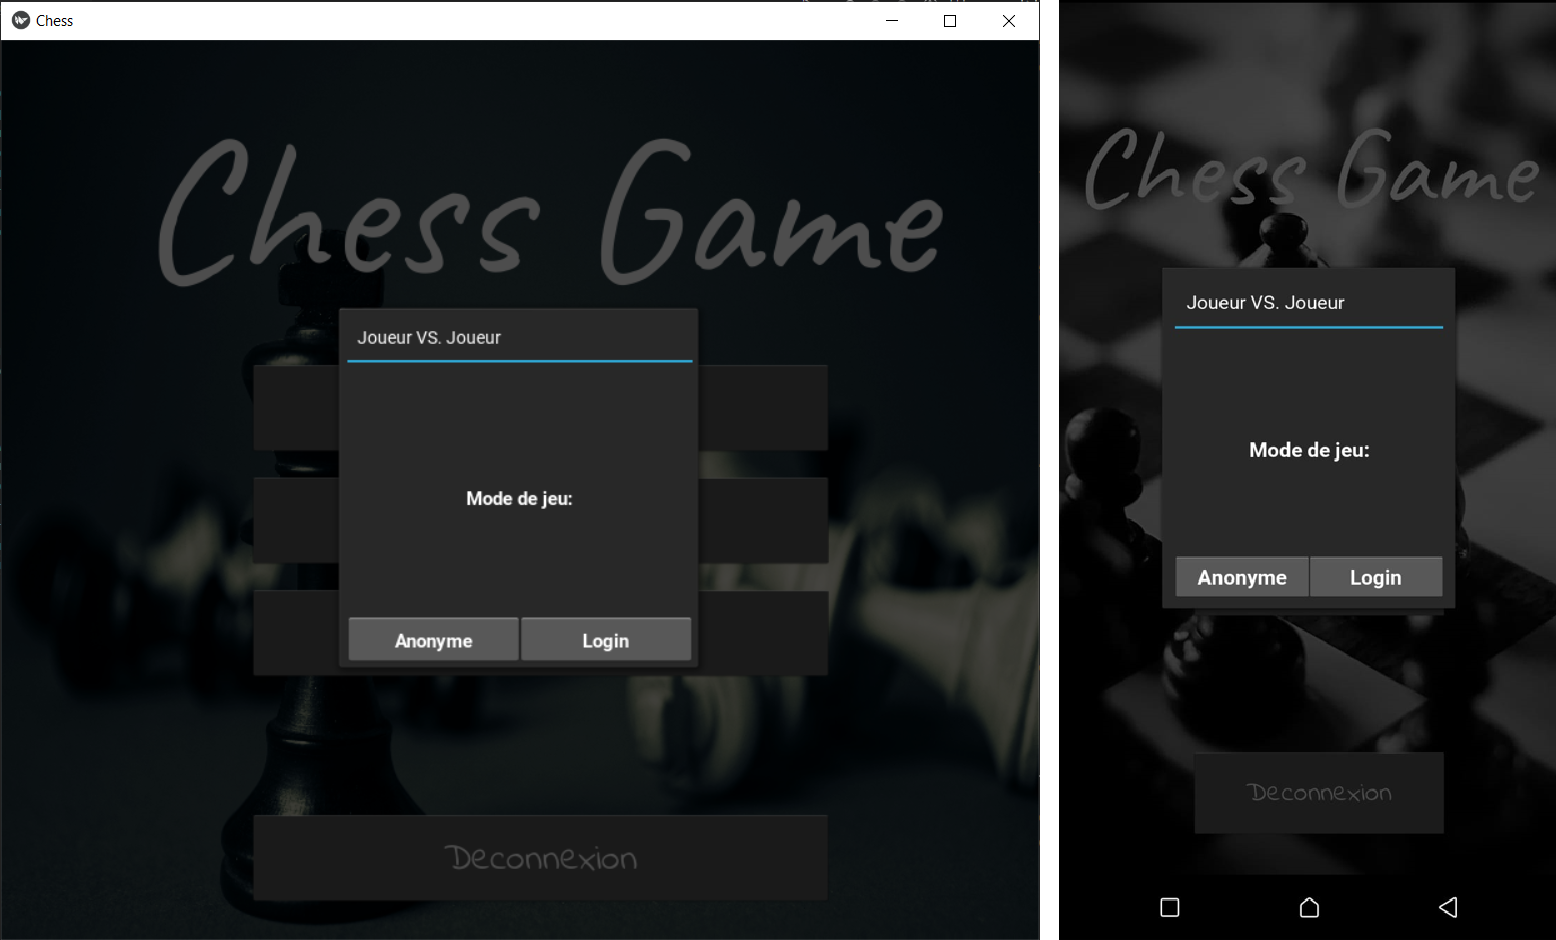 Chess
Chess Game
Joueur VS. Joueur
Mode de jeu:
Anonyme
Login
Deconnexion
Chess Game
Joueur VS. Joueur
Mode de jeu:
Anonyme
Login
Deconnexion